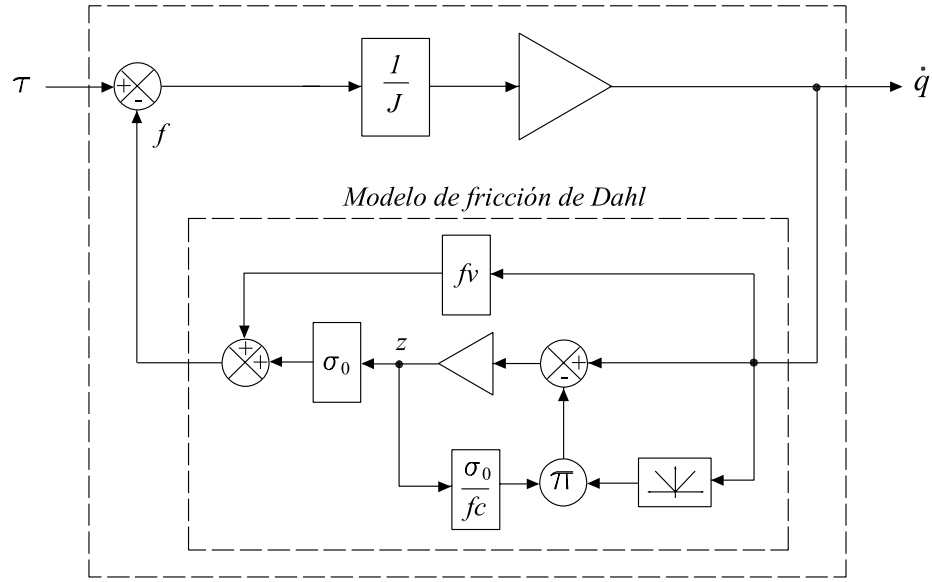 τ
+
-
1
J
q̇
f
Modelo de fricción de Dahl
fv
+
+
σ0
z
+
-
σ0
fc
π